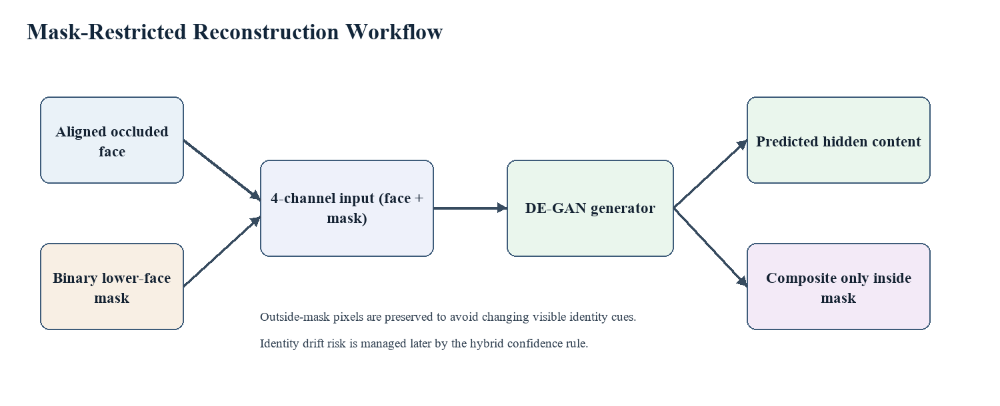 Mask-Restricted Reconstruction Workflow
Aligned occluded
face
Binary lower-face
mask
4-channel input (face +
mask)
DE-GAN generator
Predicted hidden content
Composite only inside
mask
Outside-mask pixels are preserved to avoid changing visible identity cues.
Identity drift risk is managed later by the hybrid confidence rule.